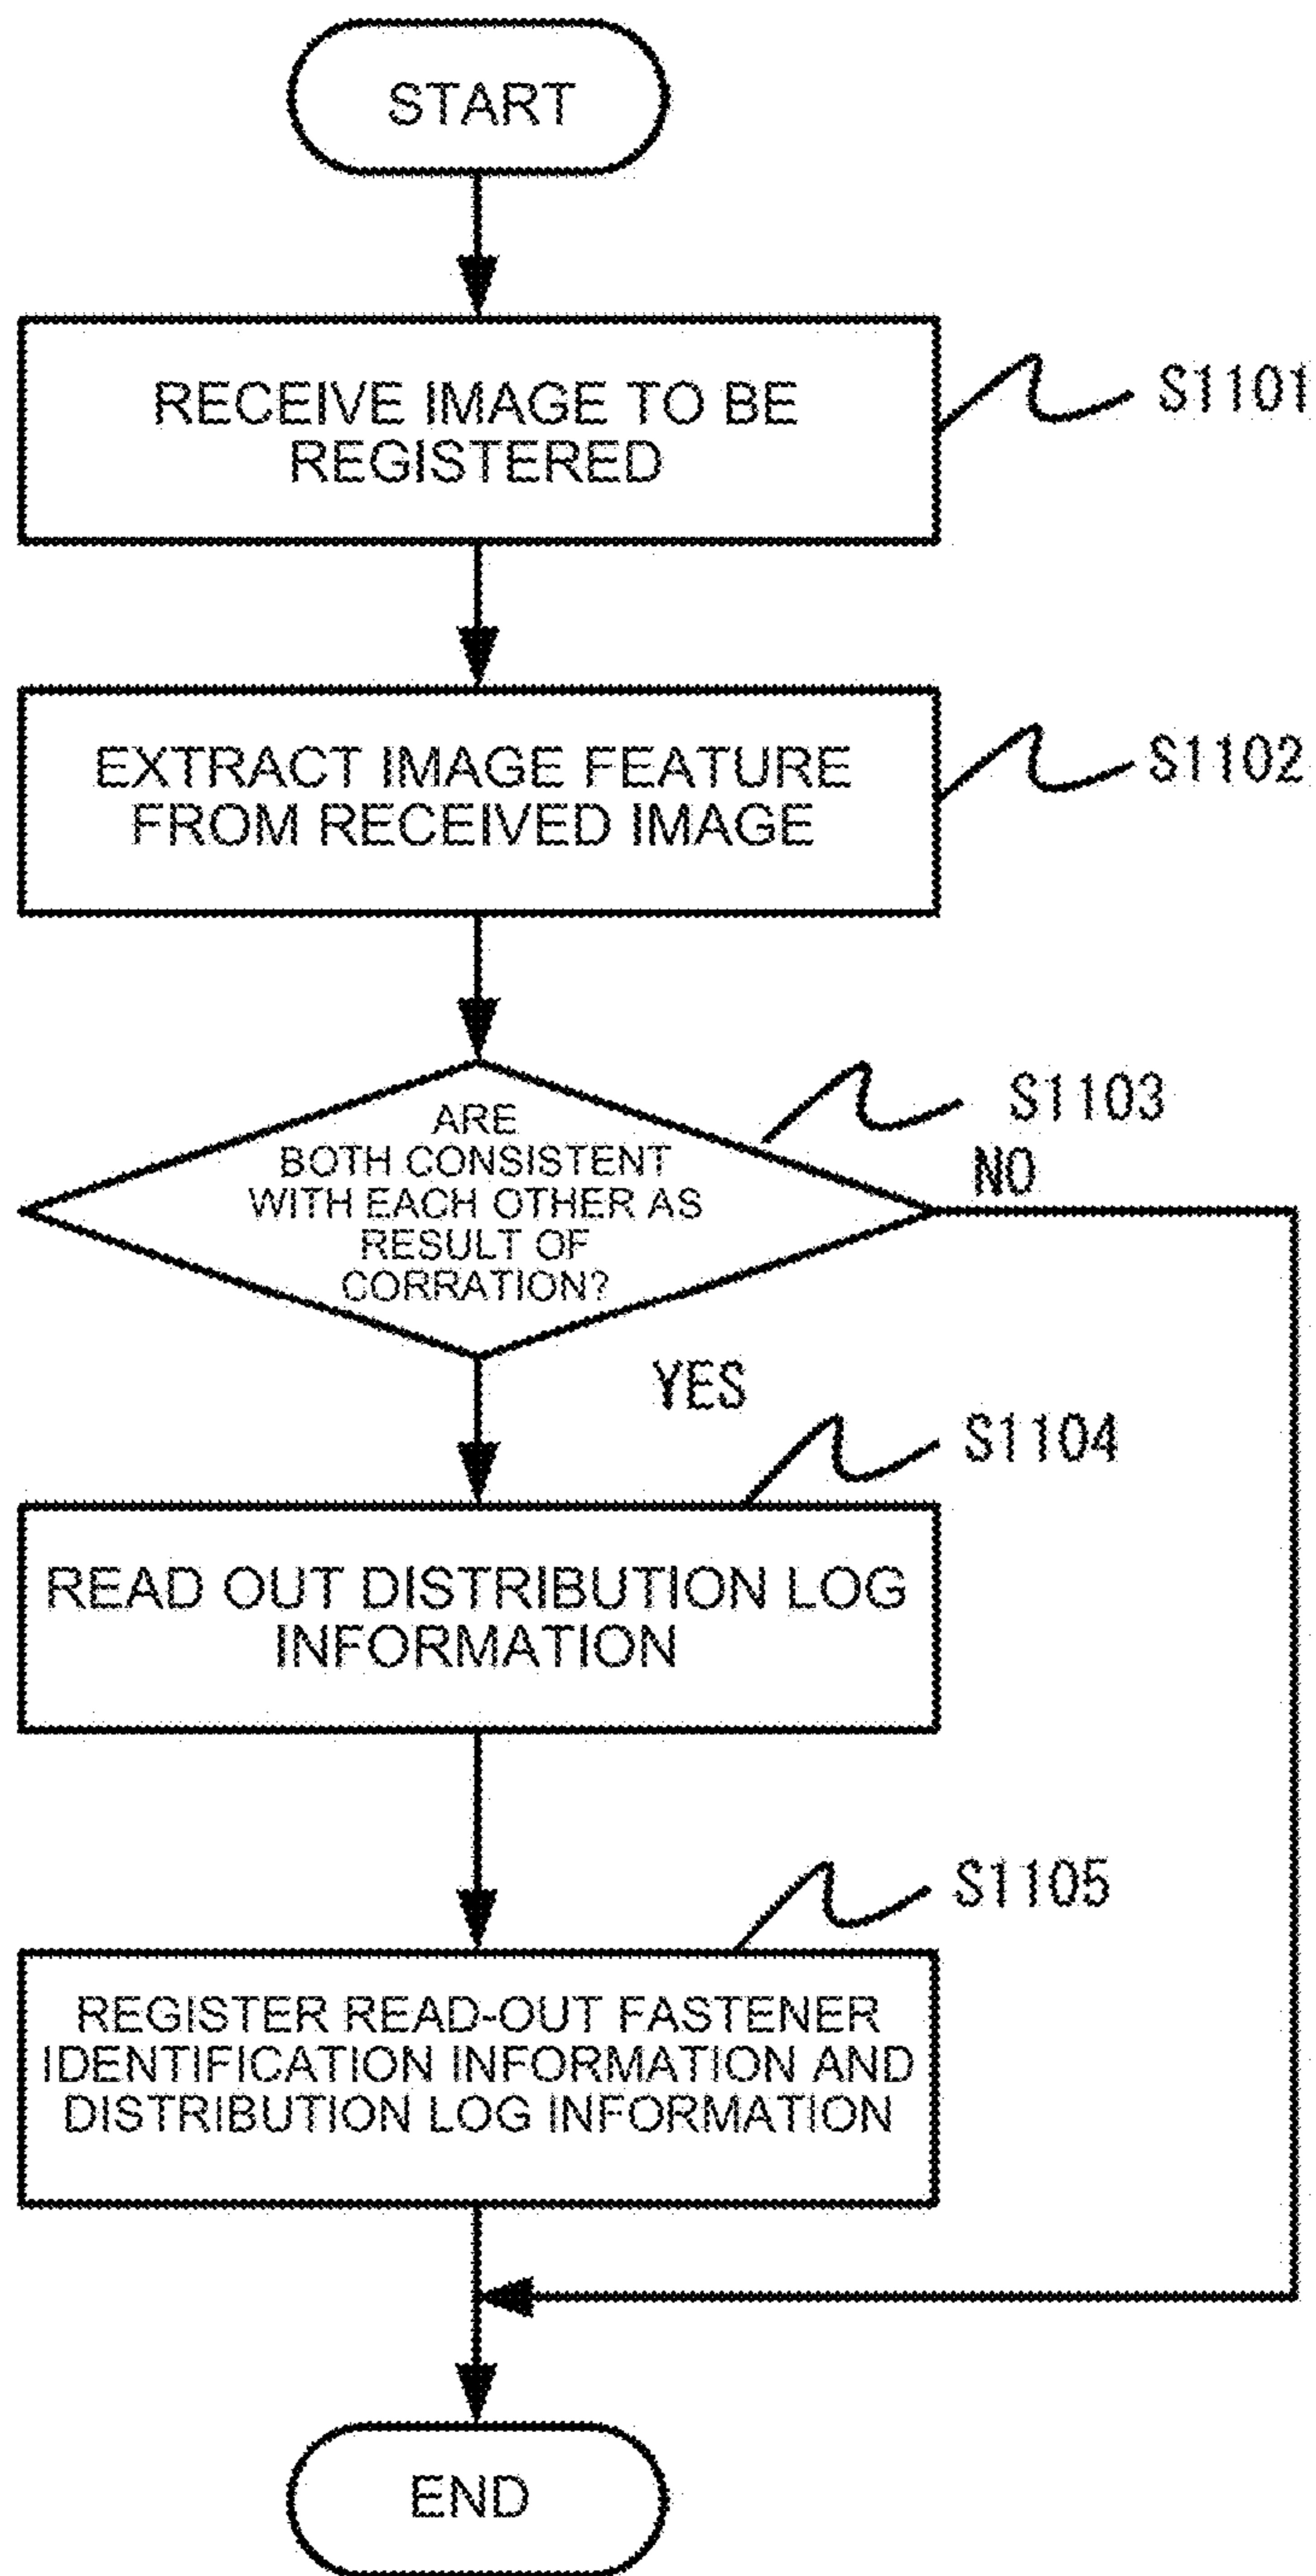 START
RECEIVE IMAGE TO BE
REGISTERED
S1101
EXTRACT IMAGE FEATURE
FROM RECEIVED IMAGE
S1102
ARE
BOTH CONSISTENT
WITH EACH OTHER AS
RESULT OF
CORRATION?
S1103
NO
YES
S1104
READ OUT DISTRIBUTION LOG
INFORMATION
S1105
REGISTER READ-OUT FASTENER
IDENTIFICATION INFORMATION AND
DISTRIBUTION LOG INFORMATION
END